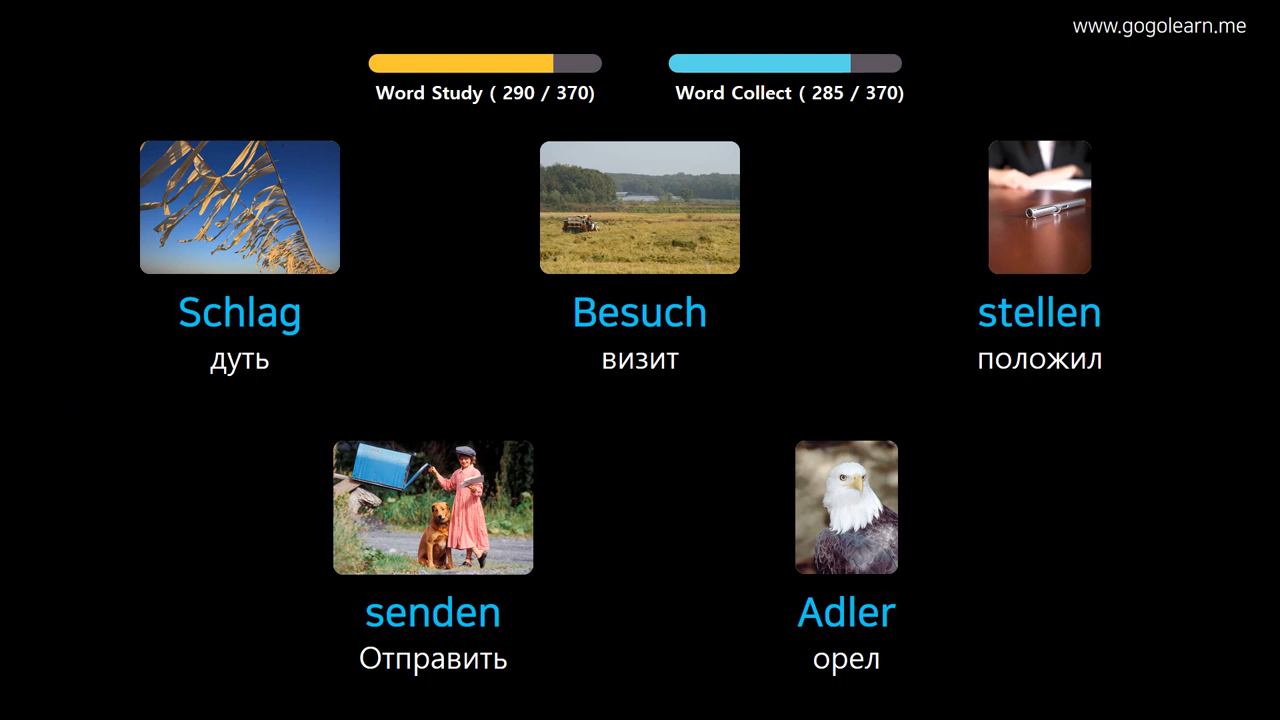 www.gogolearn.me
Word Study ( 290 / 370)
Word Collect ( 285 / 370)
Schlag
дуть
Besuch
визит
stellen
положил
senden
Отправить
Adler
орел